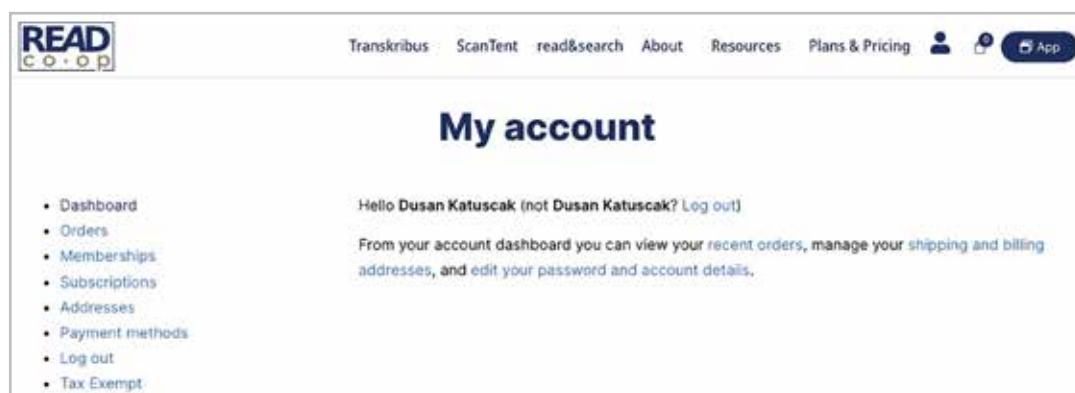 READ
CO·OP
Transkribus ScanTent read&search About Resources Plans & Pricing 0 App
My account
Dashboard
Orders
Memberships
Subscriptions
Addresses
Payment methods
Log out
Tax Exempt
Hello Dusan Katuscak (not Dusan Katuscak? Log out)
From your account dashboard you can view your recent orders, manage your shipping and billing
addresses, and edit your password and account details.